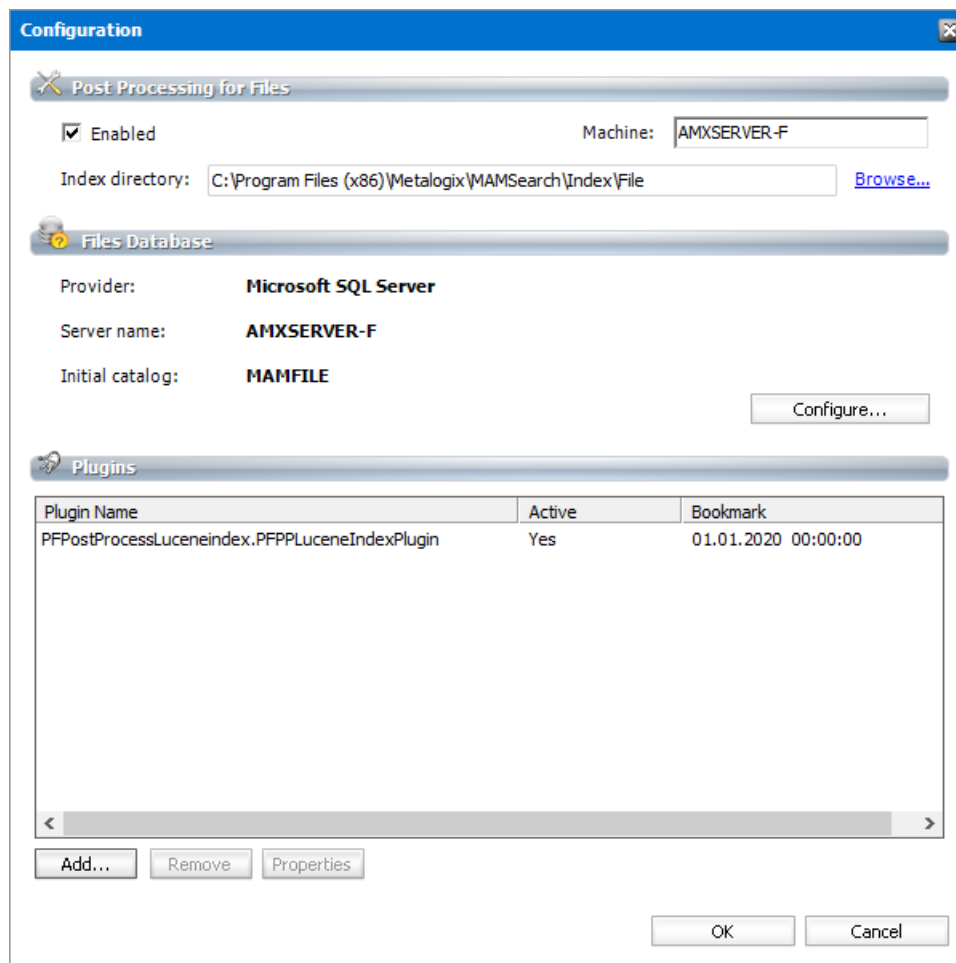 Configuration
Post Processing for Files
Enabled
Machine: AMXSERVER-F
Index directory: C:\Program Files (x86)\Metalogix\MAMSearch\Index\File Browse...
Files Database
Provider: Microsoft SQL Server
Server name: AMXSERVER-F
Initial catalog: MAMFILE
Configure...
Plugins
Plugin Name Active Bookmark
PFPostProcessLuceneindex.PFPPLuceneIndexPlugin Yes 01.01.2020 00:00:00
Add... Remove Properties
OK Cancel